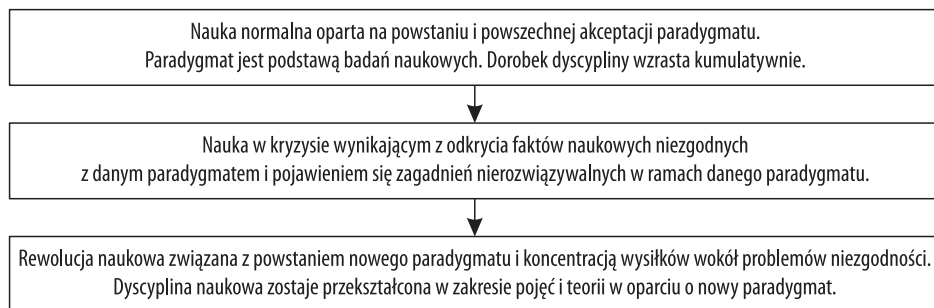 Nauka normalna oparta na powstaniu i powszechnej akceptacji paradygmatu.
Paradygmat jest podstawą badań naukowych. Dorobek dyscypliny wzrasta kumulatywnie.
Nauka w kryzysie wynikającym z odkrycia faktów naukowych niezgodnych
z danym paradygmatem i pojawieniem się zagadnień nierozwiązywalnych w ramach danego paradygmatu.
Rewolucja naukowa związana z powstaniem nowego paradygmatu i koncentracją wysiłków wokół problemów niezgodności.
Dyscyplina naukowa zostaje przekształcona w zakresie pojęć i teorii w oparciu o nowy paradygmat.